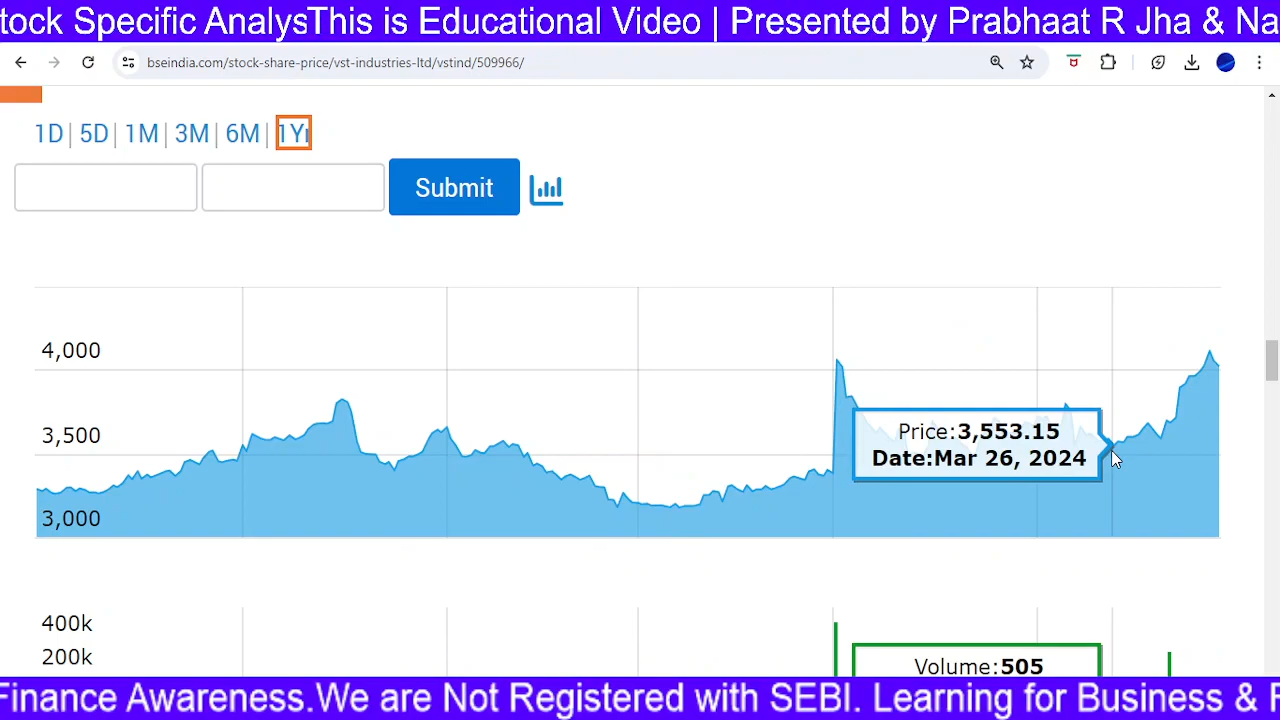 tock Specific AnalysThis is Educational Video | Presented by Prabhaat R Jha & Na
bseindia.com/stock-share-price/vst-industries-ltd/vstind/509966/
1D| 5D| 1M| 3M| 6M| 1Yr
Submit
4,000
3,500
3,000
Price:3,553.15
Date:Mar 26, 2024
400k
200k
Volume:505
Finance Awareness.We are Not Registered with SEBI. Learning for Business & F